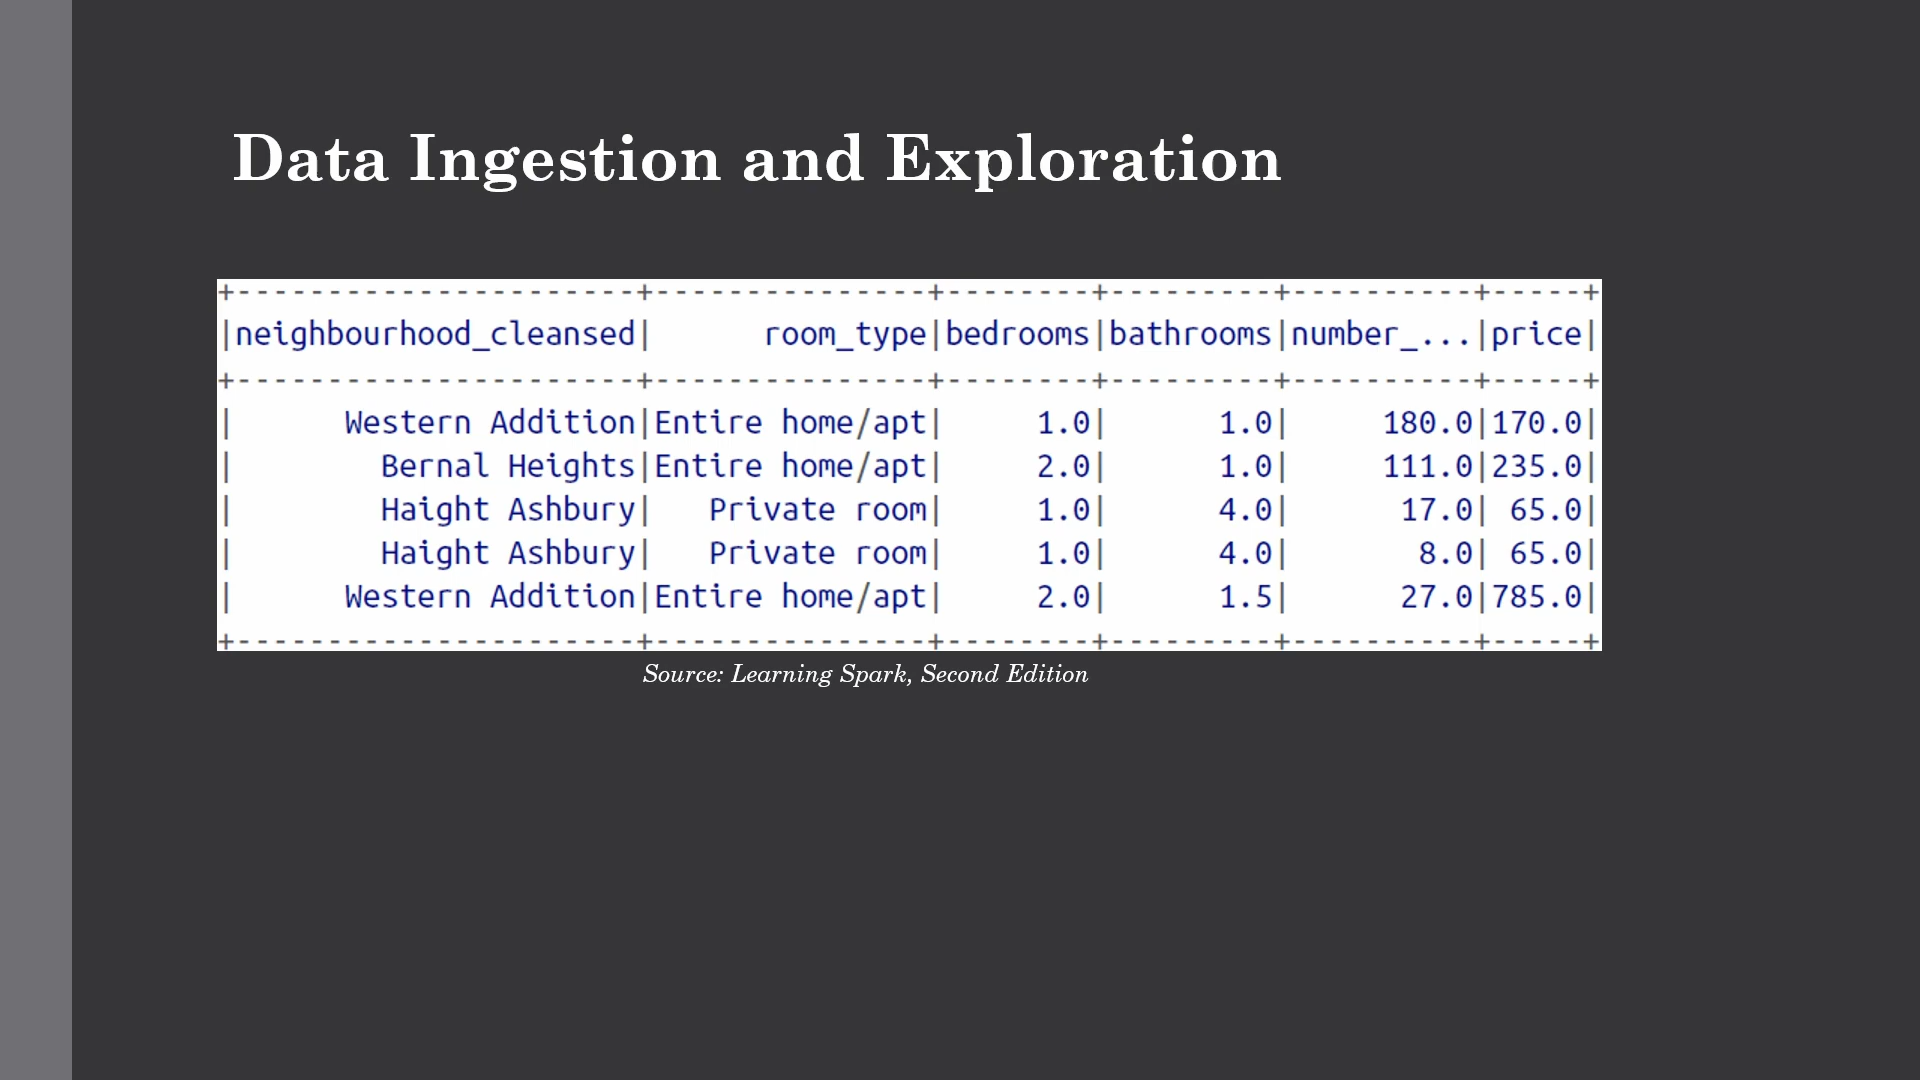 Data Ingestion and Exploration
+----------------------+---------------+--------+---------+----------+-----+
|neighbourhood_cleansed|      room_type|bedrooms|bathrooms|number_...|price|
+----------------------+---------------+--------+---------+----------+-----+
|      Western Addition|Entire home/apt|     1.0|      1.0|     180.0|170.0|
|        Bernal Heights|Entire home/apt|     2.0|      1.0|     111.0|235.0|
|        Haight Ashbury|   Private room|     1.0|      4.0|      17.0| 65.0|
|        Haight Ashbury|   Private room|     1.0|      4.0|       8.0| 65.0|
|      Western Addition|Entire home/apt|     2.0|      1.5|      27.0|785.0|
+----------------------+---------------+--------+---------+----------+-----+
Source: Learning Spark, Second Edition